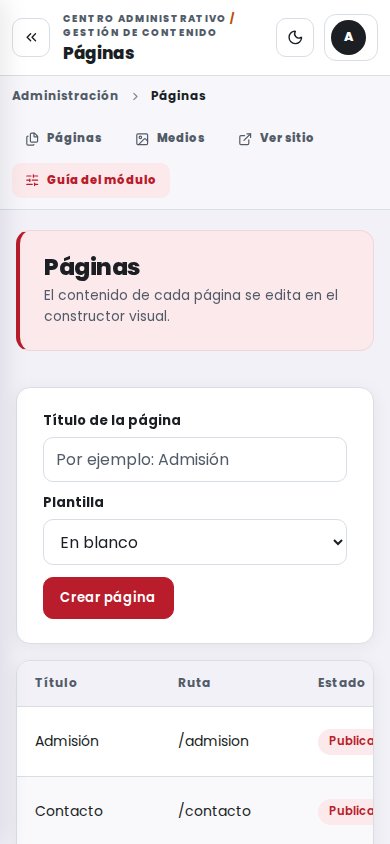 CENTRO ADMINISTRATIVO /
GESTIÓN DE CONTENIDO
Páginas
A
Administración > Páginas
Páginas Medios Ver sitio
Guía del módulo
Páginas
El contenido de cada página se edita en el
constructor visual.
Título de la página
Por ejemplo: Admisión
Plantilla
En blanco
Crear página
Título Ruta Estado
Admisión /admision Publica
Contacto /contacto Publica